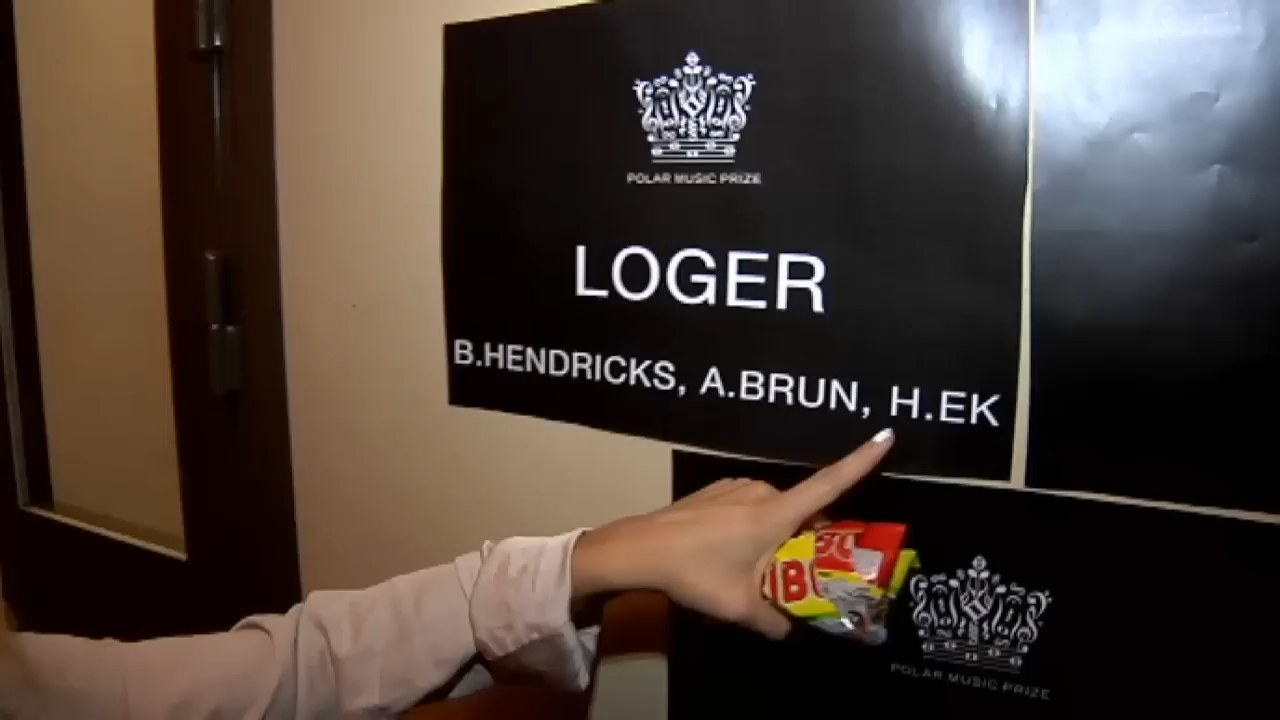 POLAR MUSIC PRIZE
LOGER
B.HENDRICKS, A.BRUN, H.EK
POLAR MUSIC PRIZE